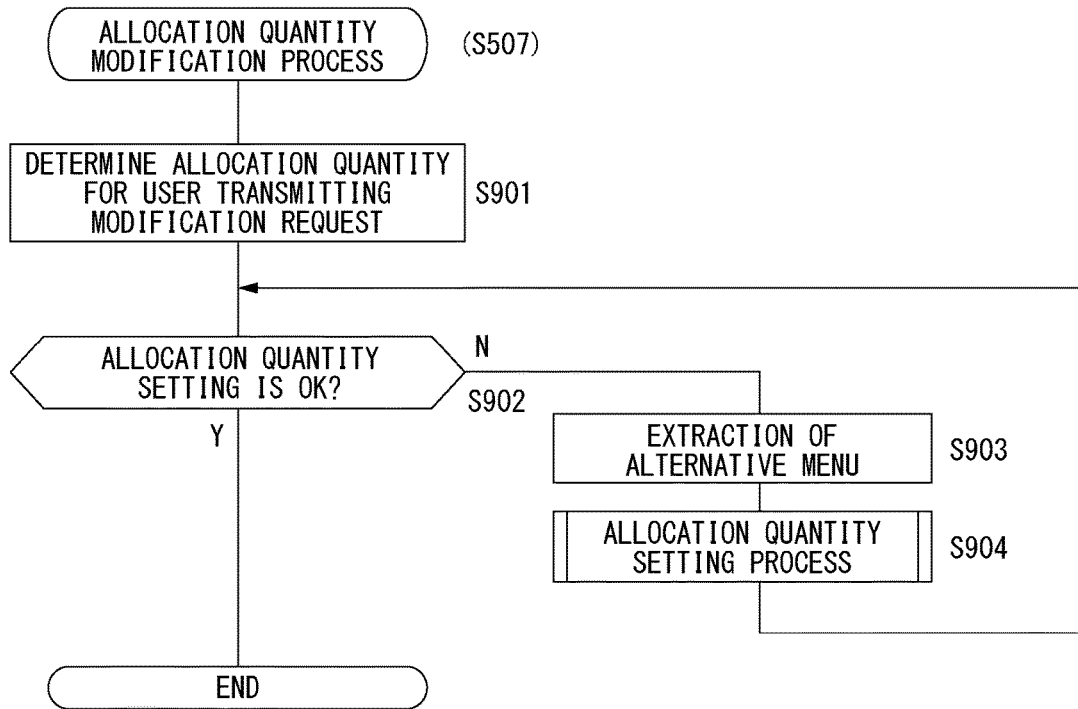 ALLOCATION QUANTITY
MODIFICATION PROCESS
(S507)
DETERMINE ALLOCATION QUANTITY
FOR USER TRANSMITTING
MODIFICATION REQUEST
S901
ALLOCATION QUANTITY
SETTING IS OK?
N
S902
Y
EXTRACTION OF
ALTERNATIVE MENU
S903
ALLOCATION QUANTITY
SETTING PROCESS
S904
END